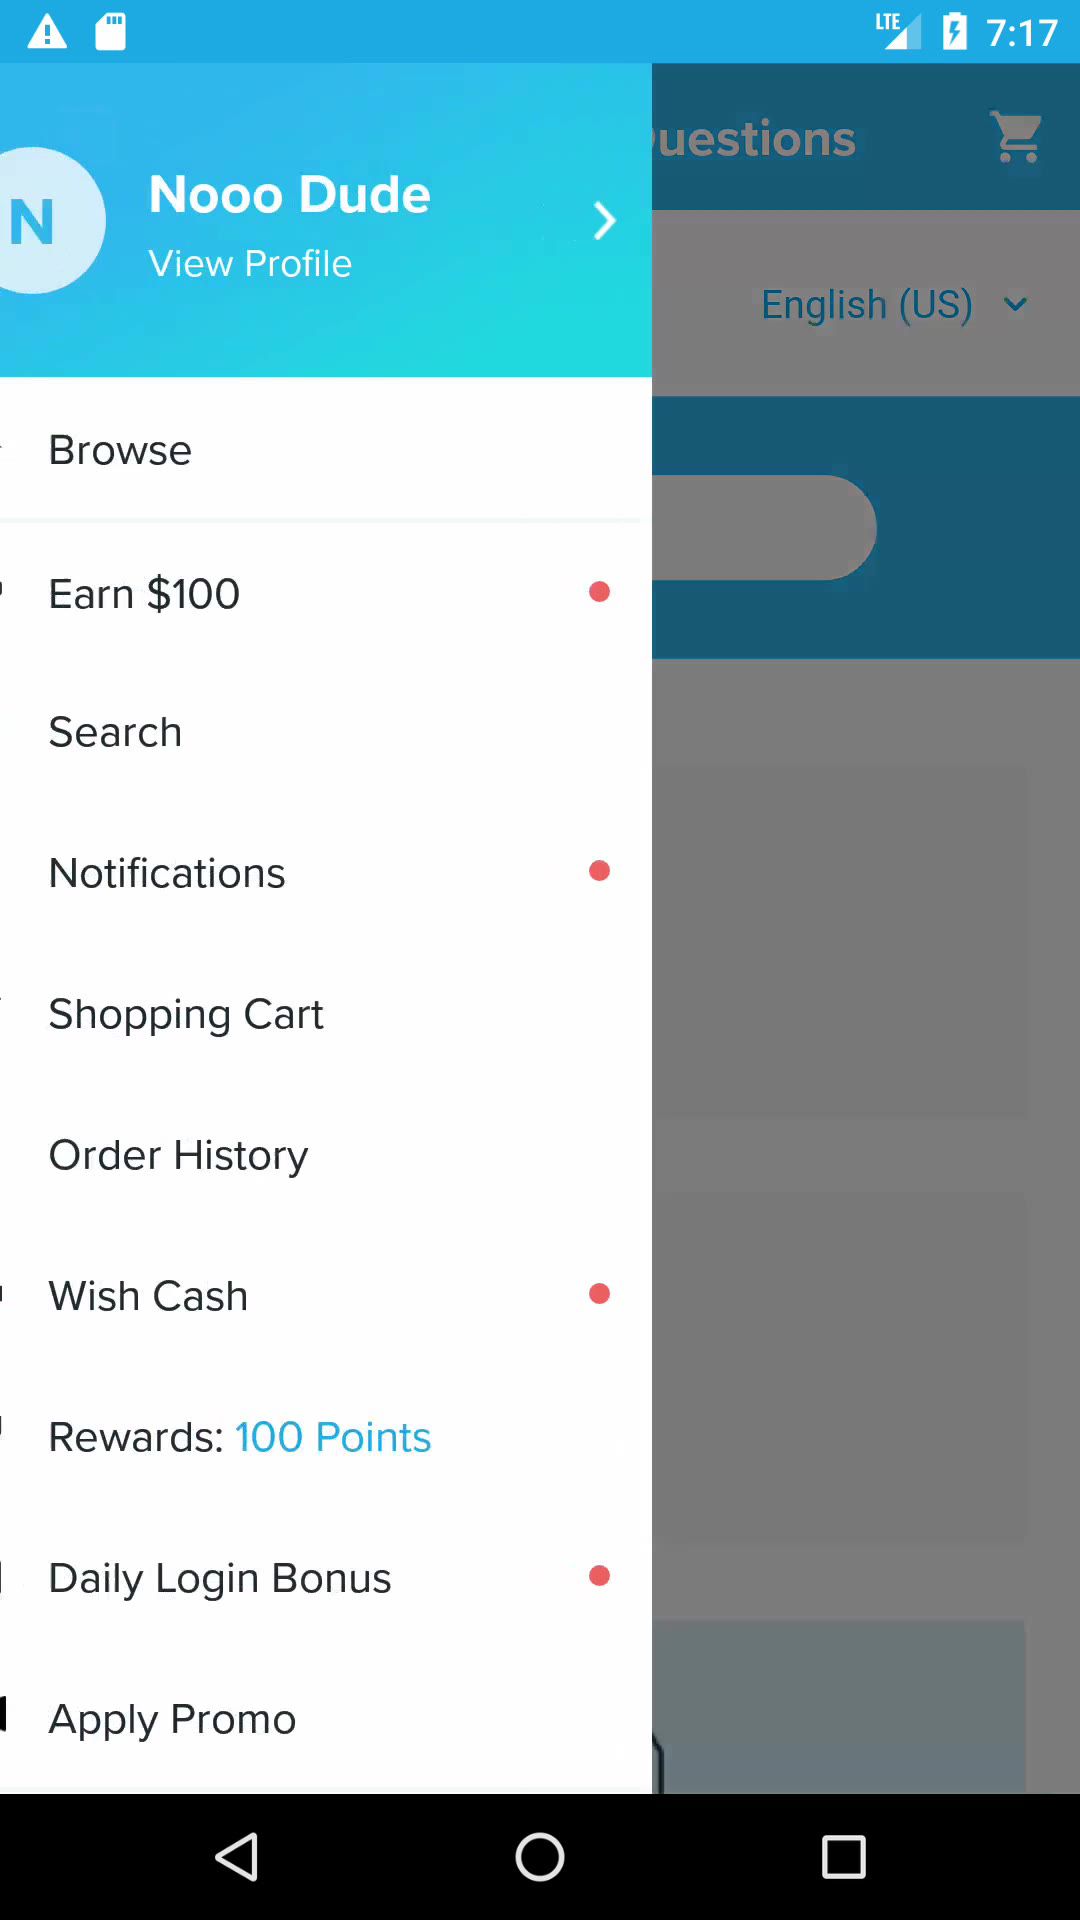 LTE 7:17
uestions
N
Nooo Dude
View Profile
English (US)
Browse
Earn $100
Search
Notifications
Shopping Cart
Order History
Wish Cash
Rewards: 100 Points
Daily Login Bonus
Apply Promo